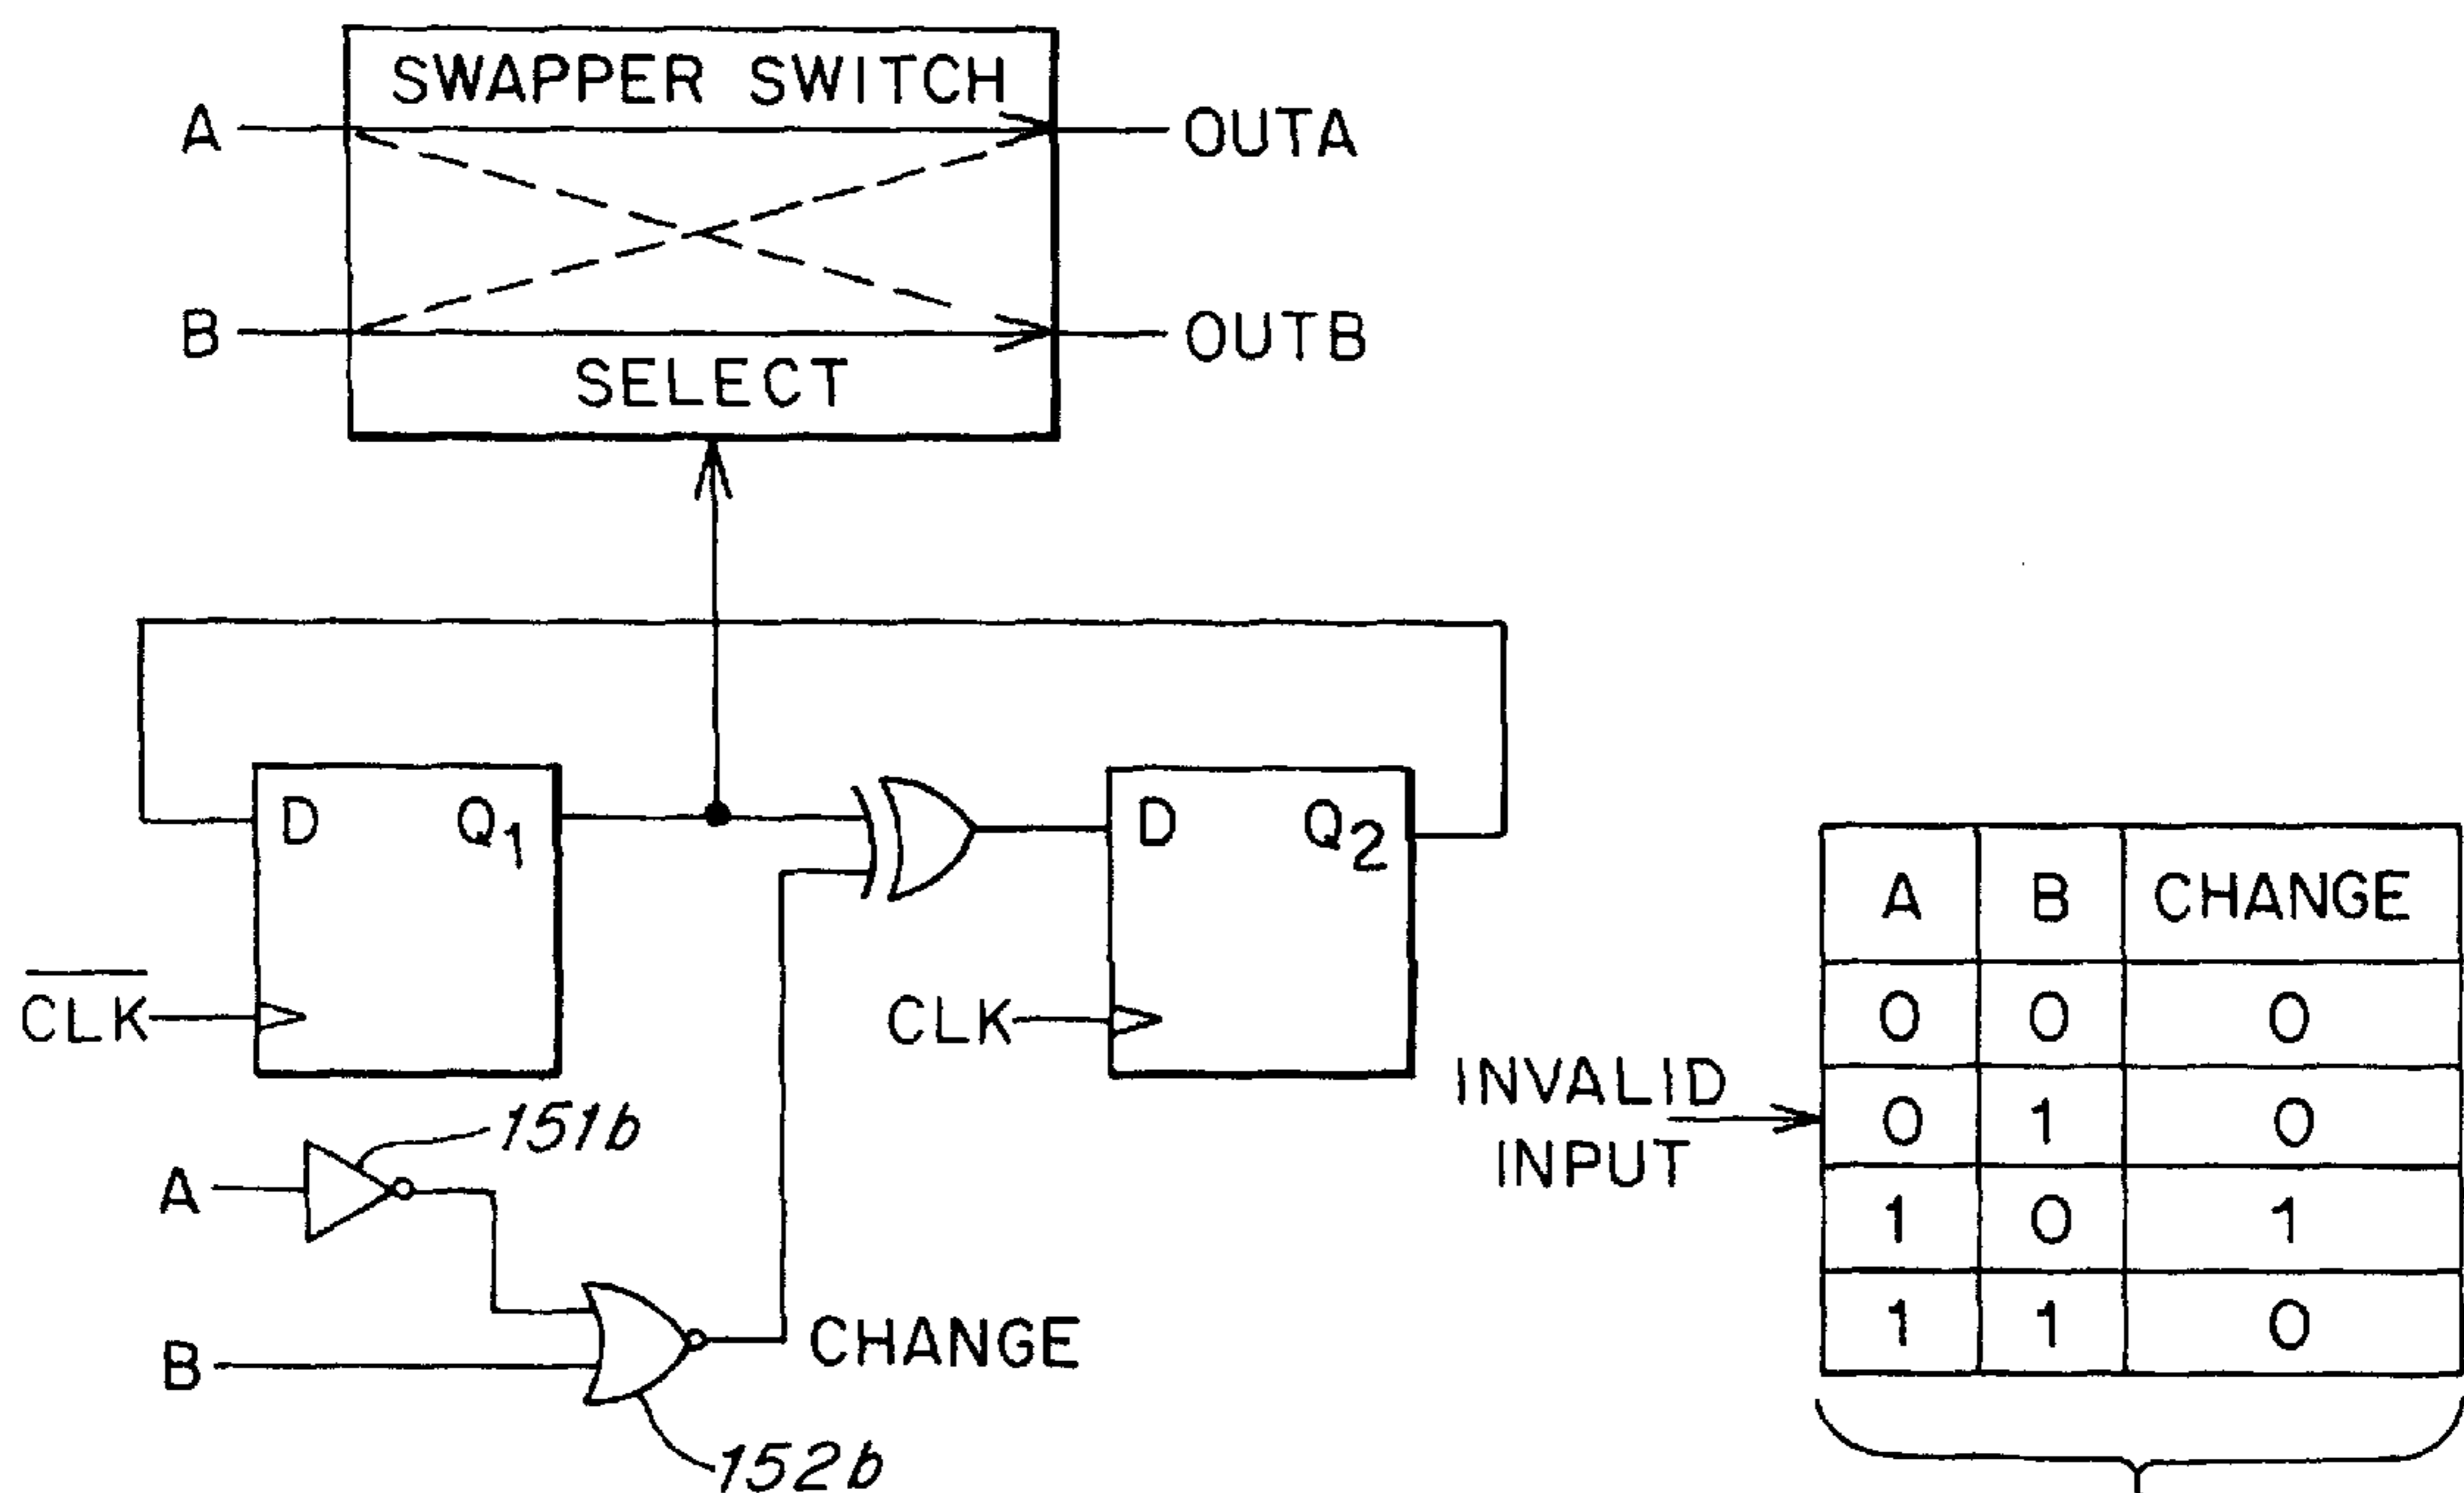 SWAPPER SWITCH
A
OUTA
B
OUTB
SELECT
D
Q1
D
Q2
CLK
CLK
151b
A
B
CHANGE
152b
INVALID
INPUT
A B CHANGE
0 0 0
0 1 0
1 0 1
1 1 0